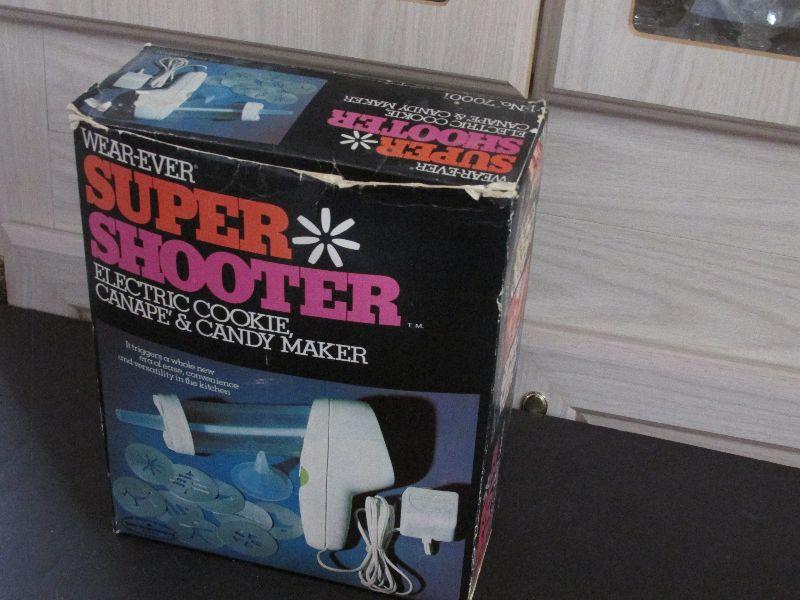 WEAR-EVER®
SUPER
SHOOTER T.M.
ELECTRIC COOKIE,
CANAPE' & CANDY MAKER
It triggers a whole new
era of ease, convenience
and versatility in the kitchen
WEAR-EVER®
SUPER
SHOOTER
ELECTRIC COOKIE,
CANAPE' & CANDY MAKER
No. 70001